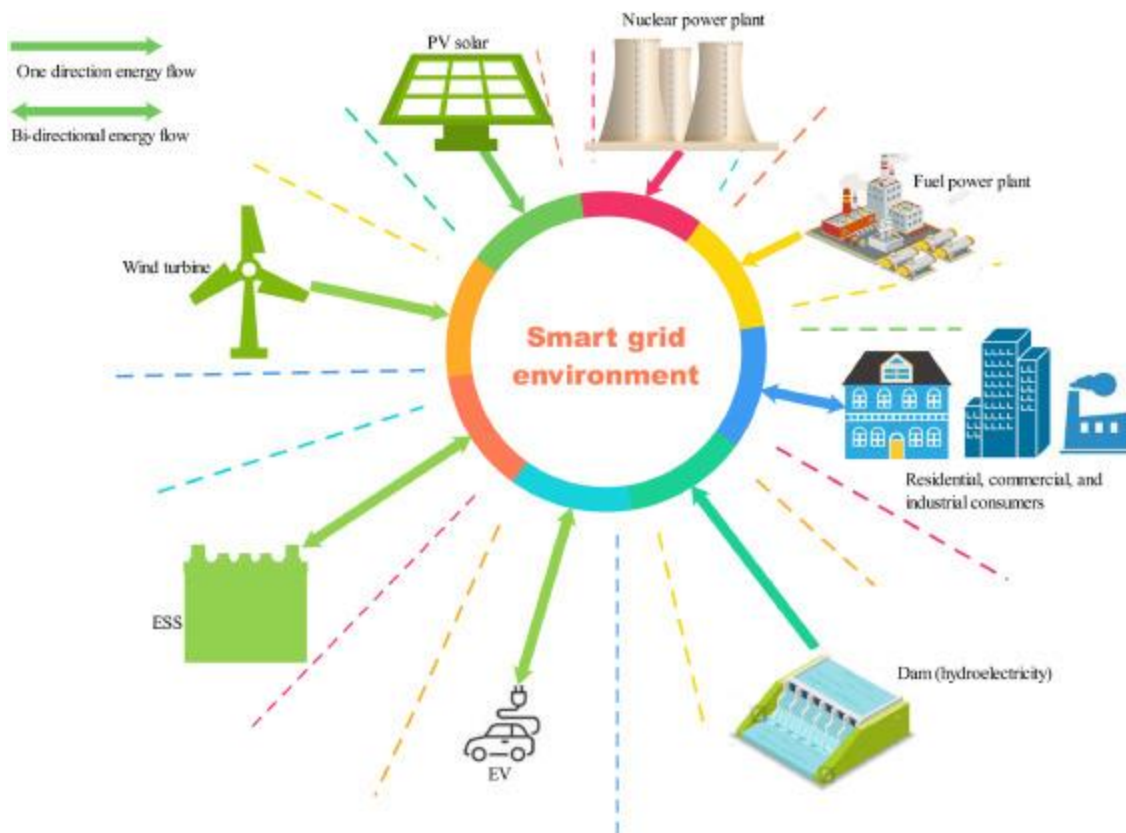 Nuclear power plant
PV solar
One direction energy flow
Bi-directional energy flow
Fuel power plant
Wind turbine
Smart grid
environment
Residential, commercial, and
industrial consumers
ESS
Dam (hydroelectricity)
EV